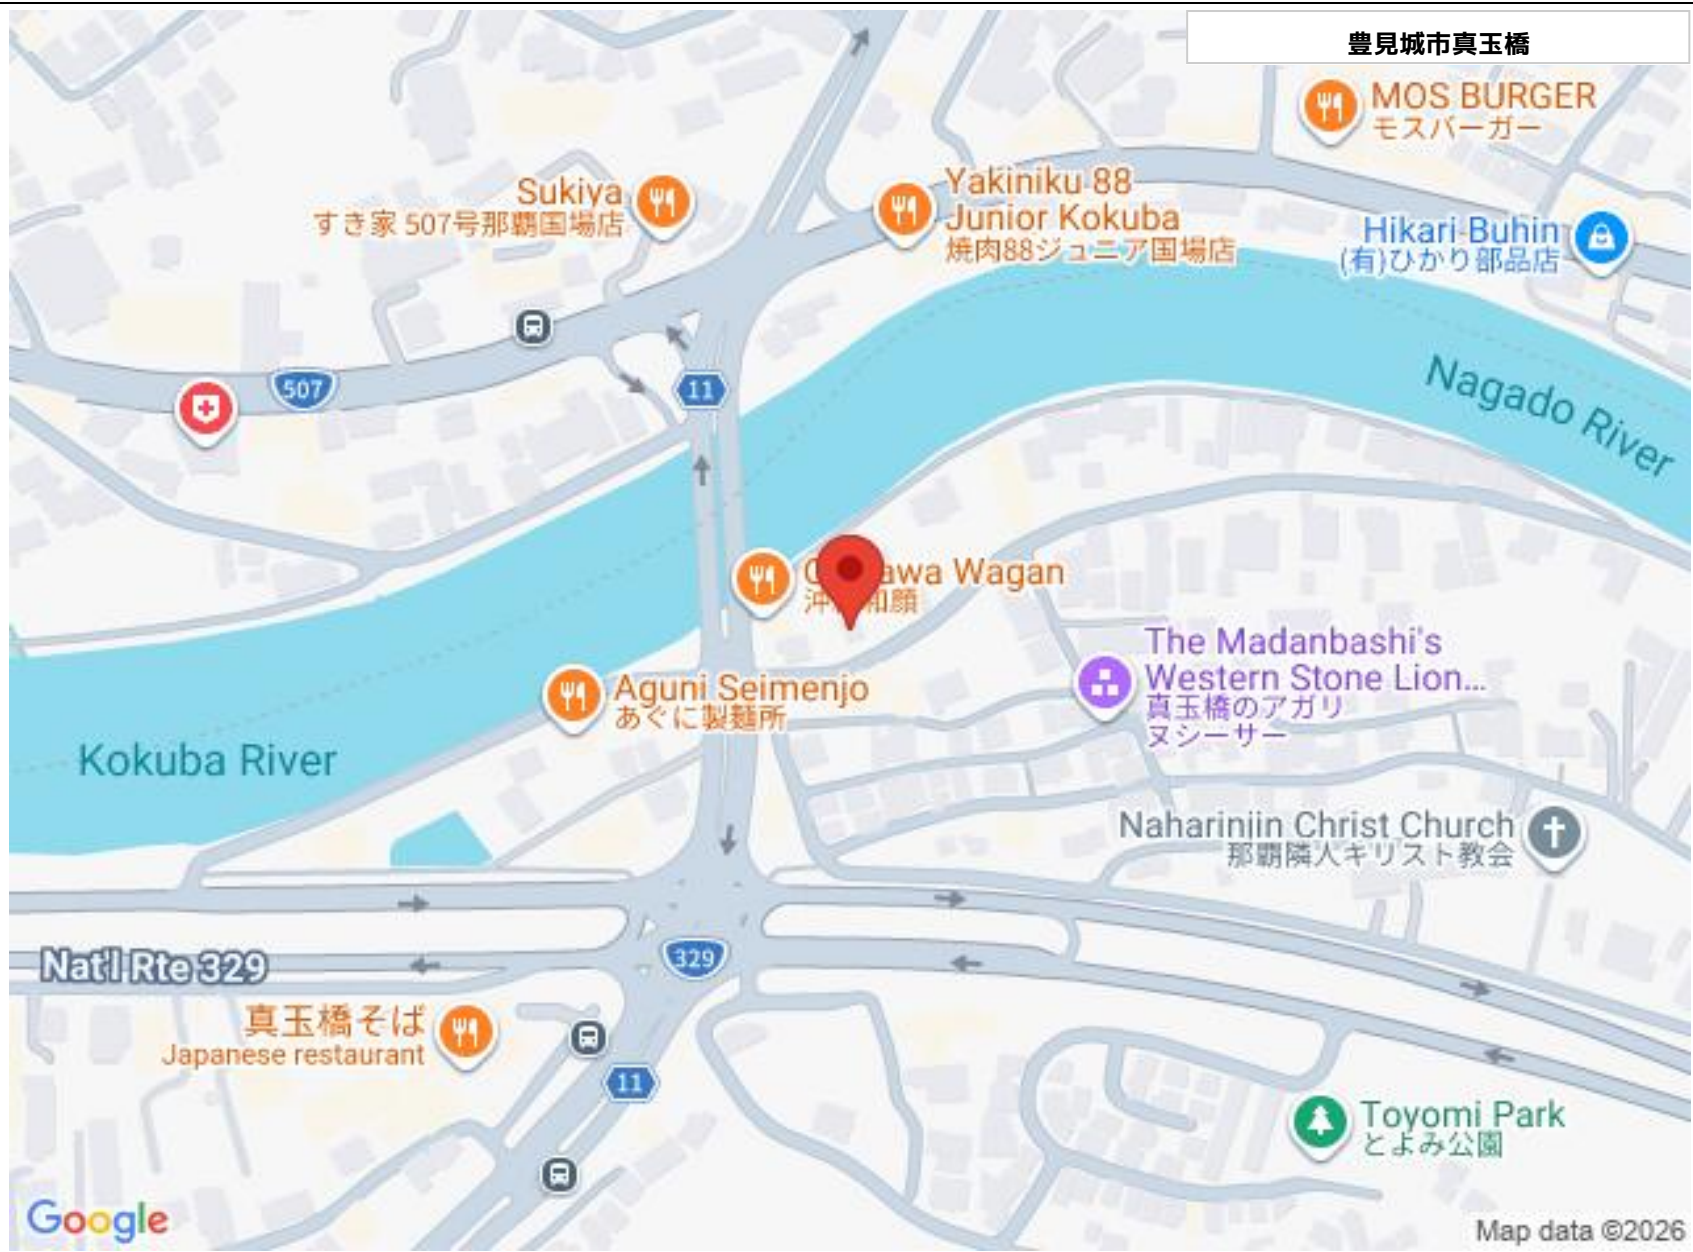 豊見城市真玉橋
MOS BURGER
モスバーガー
Sukiya
すき家 507号那覇国場店
Yakiniku 88
Junior Kokuba
焼肉88ジュニア国場店
Hikari Buhin
(有)ひかり部品店
507
11
Nagado River
awa Wagan
和顔
The Madanbashi's
Western Stone Lion...
真玉橋のアガリ
ヌシーサー
Aguni Seimenjo
あぐに製麺所
Kokuba River
Naharinjin Christ Church
那覇隣人キリスト教会
Nat'l Rte 329
329
真玉橋そば
Japanese restaurant
11
Toyomi Park
とよみ公園
Google
Map data ©2026